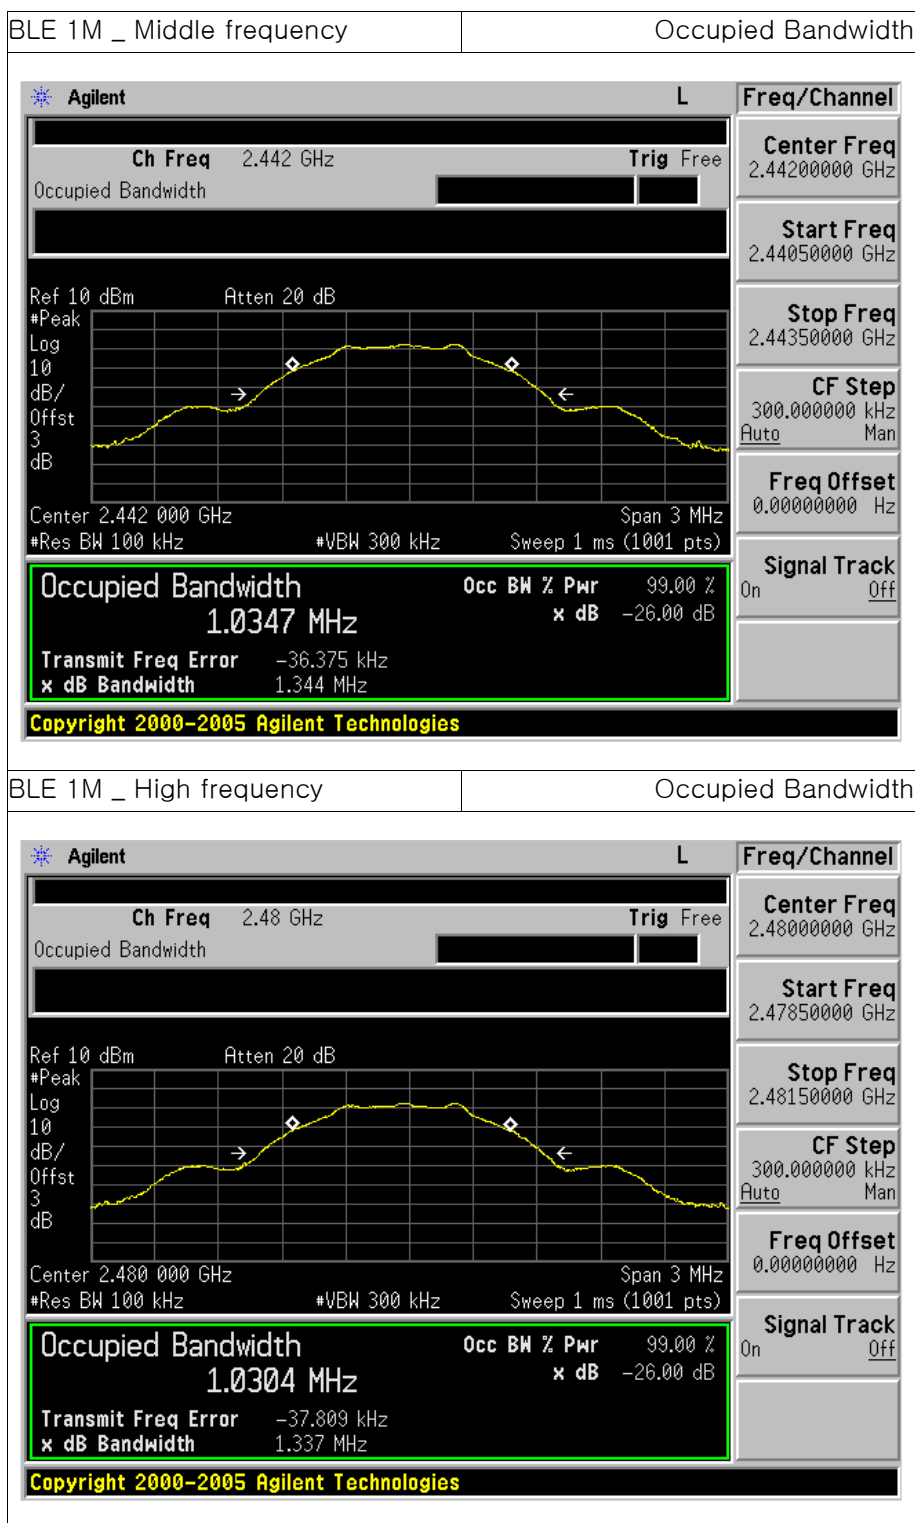 BLE 1M _ Middle frequency Occupied Bandwidth
Agilent L Freq/Channel
Ch Freq 2.442 GHz Trig Free
Occupied Bandwidth
Center Freq
2.44200000 GHz
Start Freq
2.44050000 GHz
Stop Freq
2.44350000 GHz
CF Step
300.000000 kHz
Auto Man
Freq Offset
0.00000000 Hz
Signal Track
On Off
Ref 10 dBm Atten 20 dB
#Peak
Log
10
dB/
Offst
3
dB
Center 2.442 000 GHz Span 3 MHz
#Res BW 100 kHz #VBW 300 kHz Sweep 1 ms (1001 pts)
Occupied Bandwidth Occ BW % Pwr 99.00 %
1.0347 MHz x dB -26.00 dB
Transmit Freq Error -36.375 kHz
x dB Bandwidth 1.344 MHz
Copyright 2000-2005 Agilent Technologies
BLE 1M _ High frequency Occupied Bandwidth
Agilent L Freq/Channel
Ch Freq 2.48 GHz Trig Free
Occupied Bandwidth
Center Freq
2.48000000 GHz
Start Freq
2.47850000 GHz
Stop Freq
2.48150000 GHz
CF Step
300.000000 kHz
Auto Man
Freq Offset
0.00000000 Hz
Signal Track
On Off
Ref 10 dBm Atten 20 dB
#Peak
Log
10
dB/
Offst
3
dB
Center 2.480 000 GHz Span 3 MHz
#Res BW 100 kHz #VBW 300 kHz Sweep 1 ms (1001 pts)
Occupied Bandwidth Occ BW % Pwr 99.00 %
1.0304 MHz x dB -26.00 dB
Transmit Freq Error -37.809 kHz
x dB Bandwidth 1.337 MHz
Copyright 2000-2005 Agilent Technologies